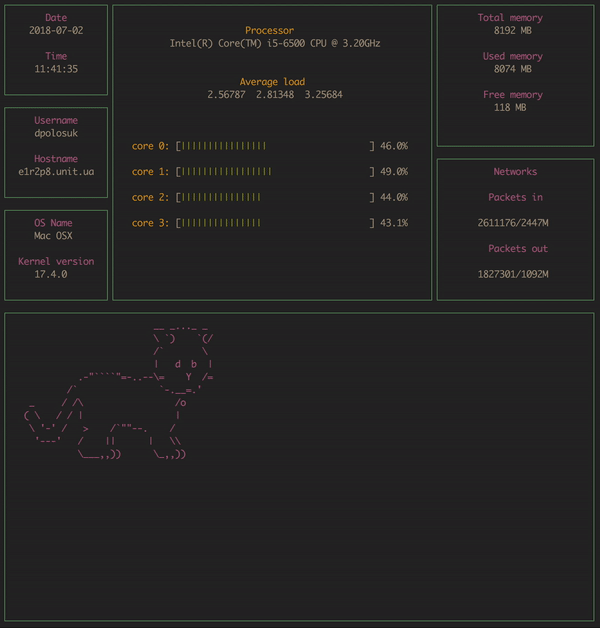 Date
2018-07-02
Time
11:41:35
Username
dpolosuk
Hostname
e1r2p8.unit.ua
OS Name
Mac OSX
Kernel version
17.4.0
Processor
Intel(R) Core(TM) i5-6500 CPU @ 3.20GHz
Average load
2.56787 2.81348 3.25684
core 0: [||||||||||||||||] 46.0%
core 1: [|||||||||||||||||] 49.0%
core 2: [|||||||||||||||] 44.0%
core 3: [|||||||||||||||] 43.1%
Total memory
8192 MB
Used memory
8074 MB
Free memory
118 MB
Networks
Packets in
2611176/2447M
Packets out
1827301/1092M